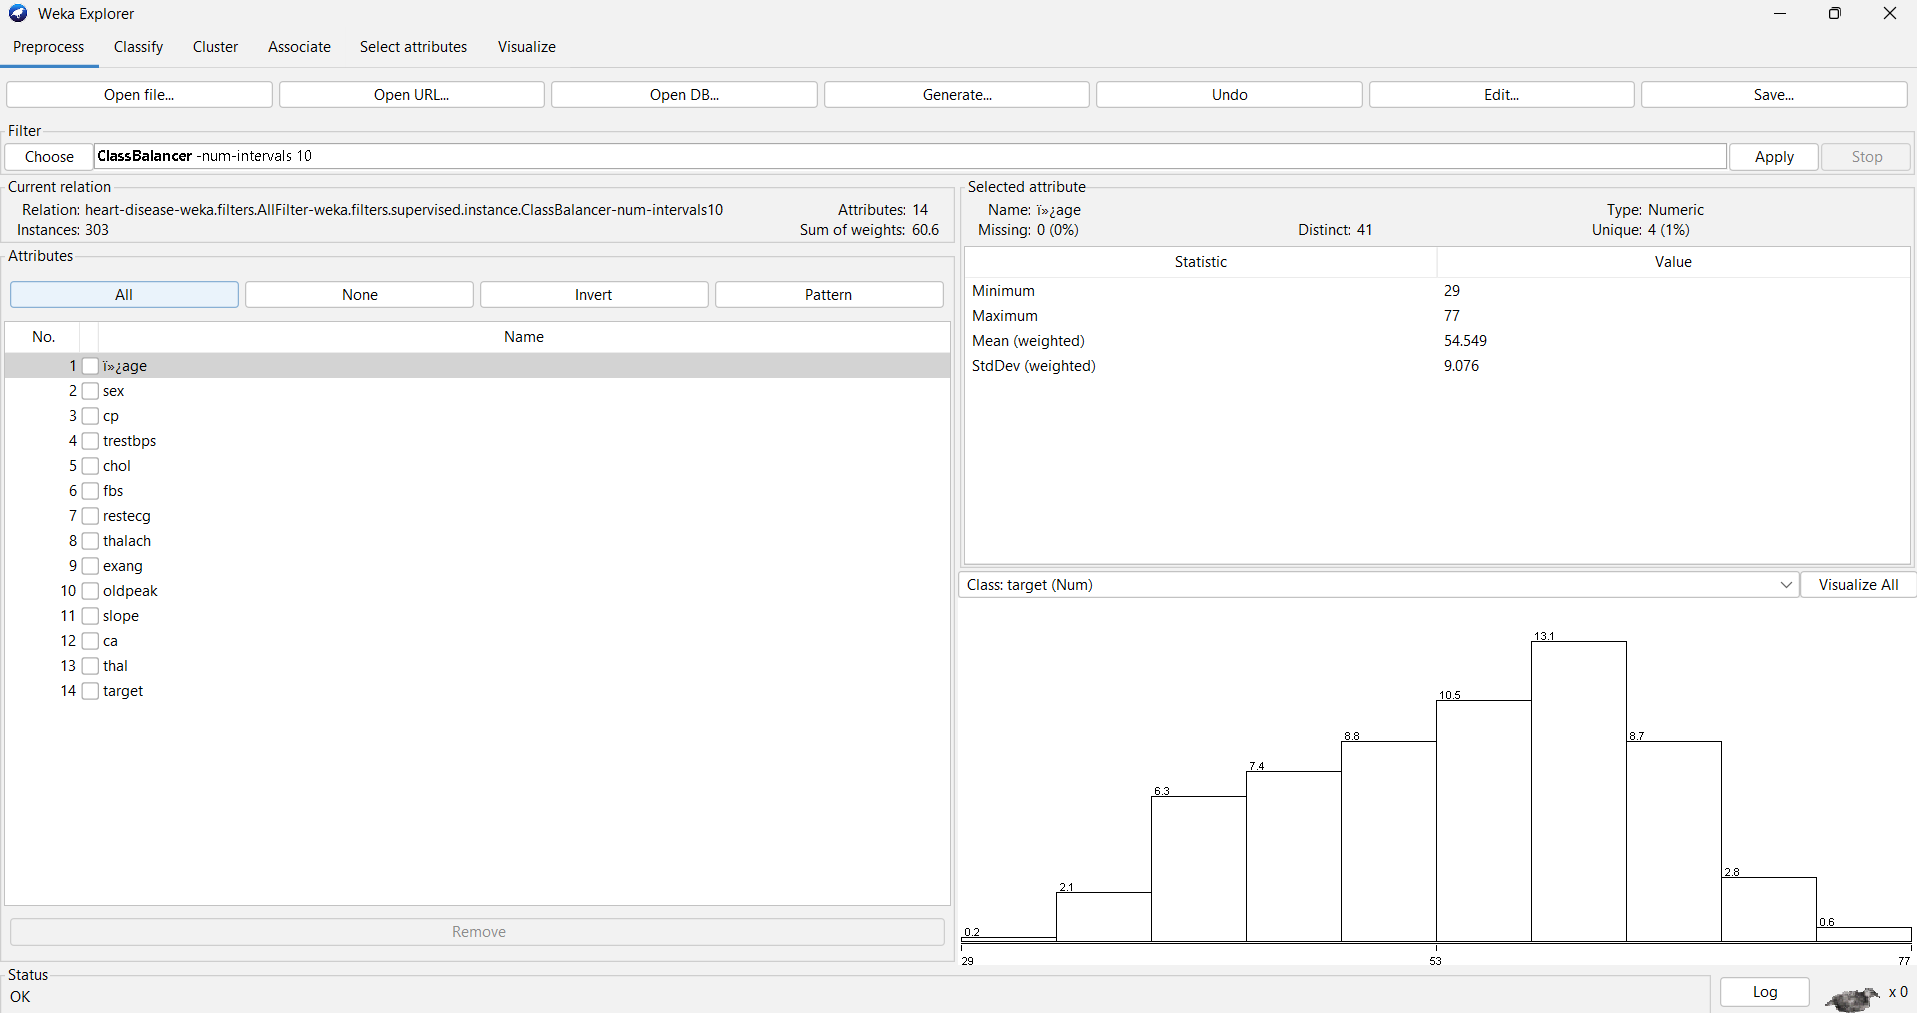 Weka Explorer
Preprocess Classify Cluster Associate Select attributes Visualize
Open file... Open URL... Open DB... Generate... Undo Edit... Save...
Filter
Choose ClassBalancer -num-intervals 10 Apply Stop
Current relation
Relation: heart-disease-weka.filters.AllFilter-weka.filters.supervised.instance.ClassBalancer-num-intervals10 Attributes: 14
Instances: 303 Sum of weights: 60.6
Attributes
All None Invert Pattern
No. Name
1 ï»¿age
2 sex
3 cp
4 trestbps
5 chol
6 fbs
7 restecg
8 thalach
9 exang
10 oldpeak
11 slope
12 ca
13 thal
14 target
Remove
Selected attribute
Name: ï»¿age Type: Numeric
Missing: 0 (0%) Distinct: 41 Unique: 4 (1%)
Statistic Value
Minimum 29
Maximum 77
Mean (weighted) 54.549
StdDev (weighted) 9.076
Class: target (Num) Visualize All
0.2 2.1 6.3 7.4 8.8 10.5 13.1 8.7 2.8 0.6
29 53 77
Status
OK
Log x 0